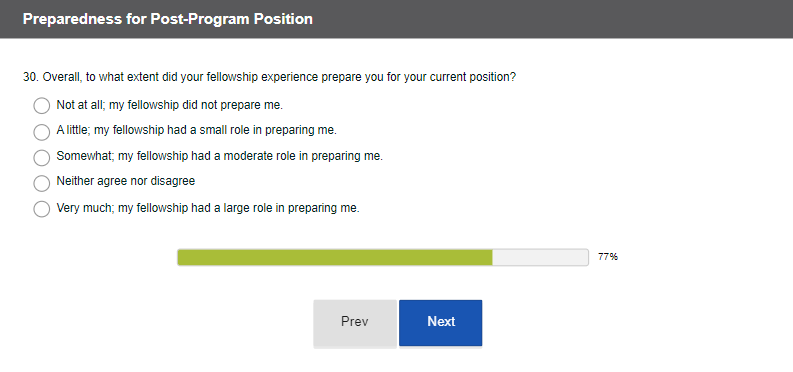 Preparedness for Post-Program Position
30. Overall, to what extent did your fellowship experience prepare you for your current position?
Not at all; my fellowship did not prepare me.
A little; my fellowship had a small role in preparing me.
Somewhat; my fellowship had a moderate role in preparing me.
Neither agree nor disagree
Very much; my fellowship had a large role in preparing me.
77%
Prev
Next